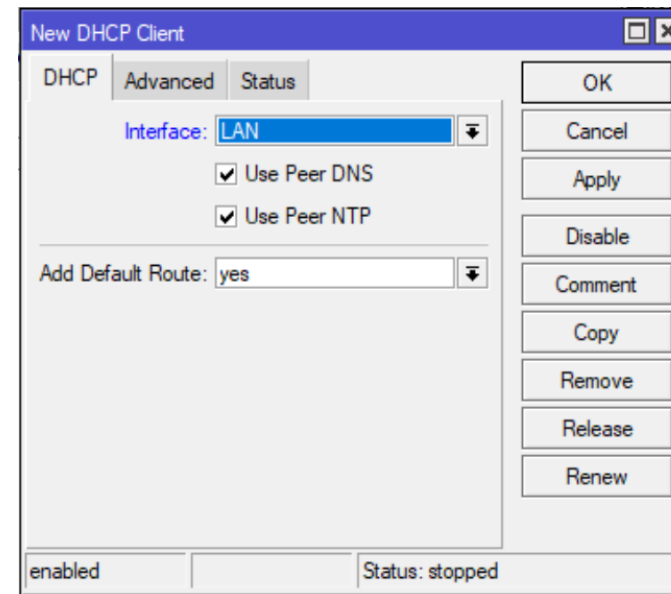 New DHCP Client
DHCP Advanced Status
Interface: LAN
Use Peer DNS
Use Peer NTP
Add Default Route: yes
OK
Cancel
Apply
Disable
Comment
Copy
Remove
Release
Renew
enabled Status: stopped